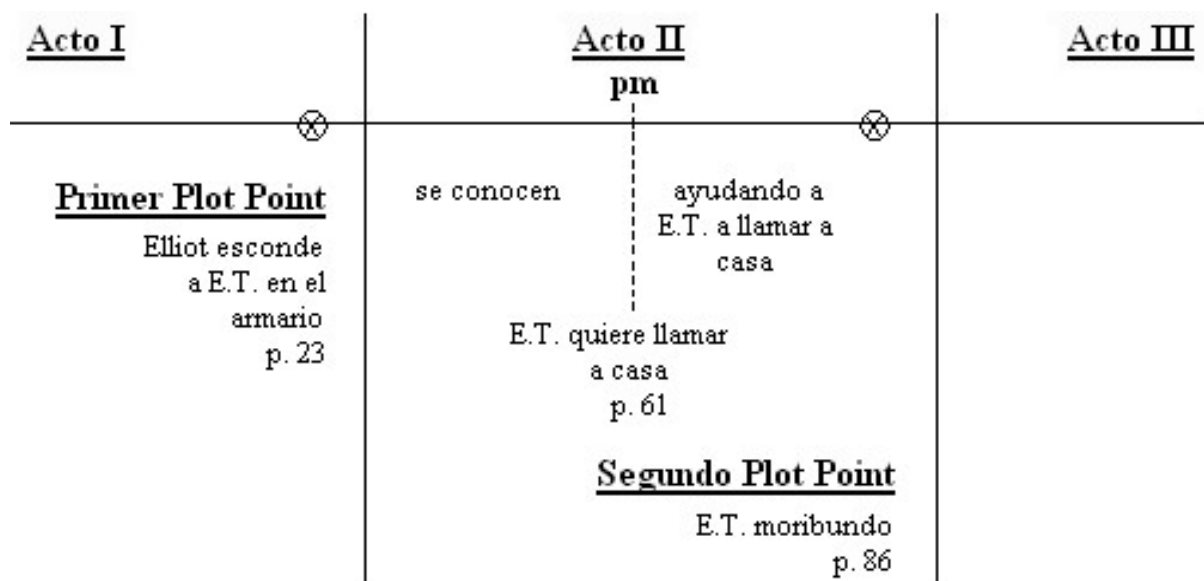 Acto I
Acto II
Acto III
pm
Primer Plot Point
Elliot esconde
a E.T. en el
armario
p. 23
se conocen
ayudando a
E.T. a llamar a
casa
E.T. quiere llamar
a casa
p. 61
Segundo Plot Point
E.T. moribundo
p. 86